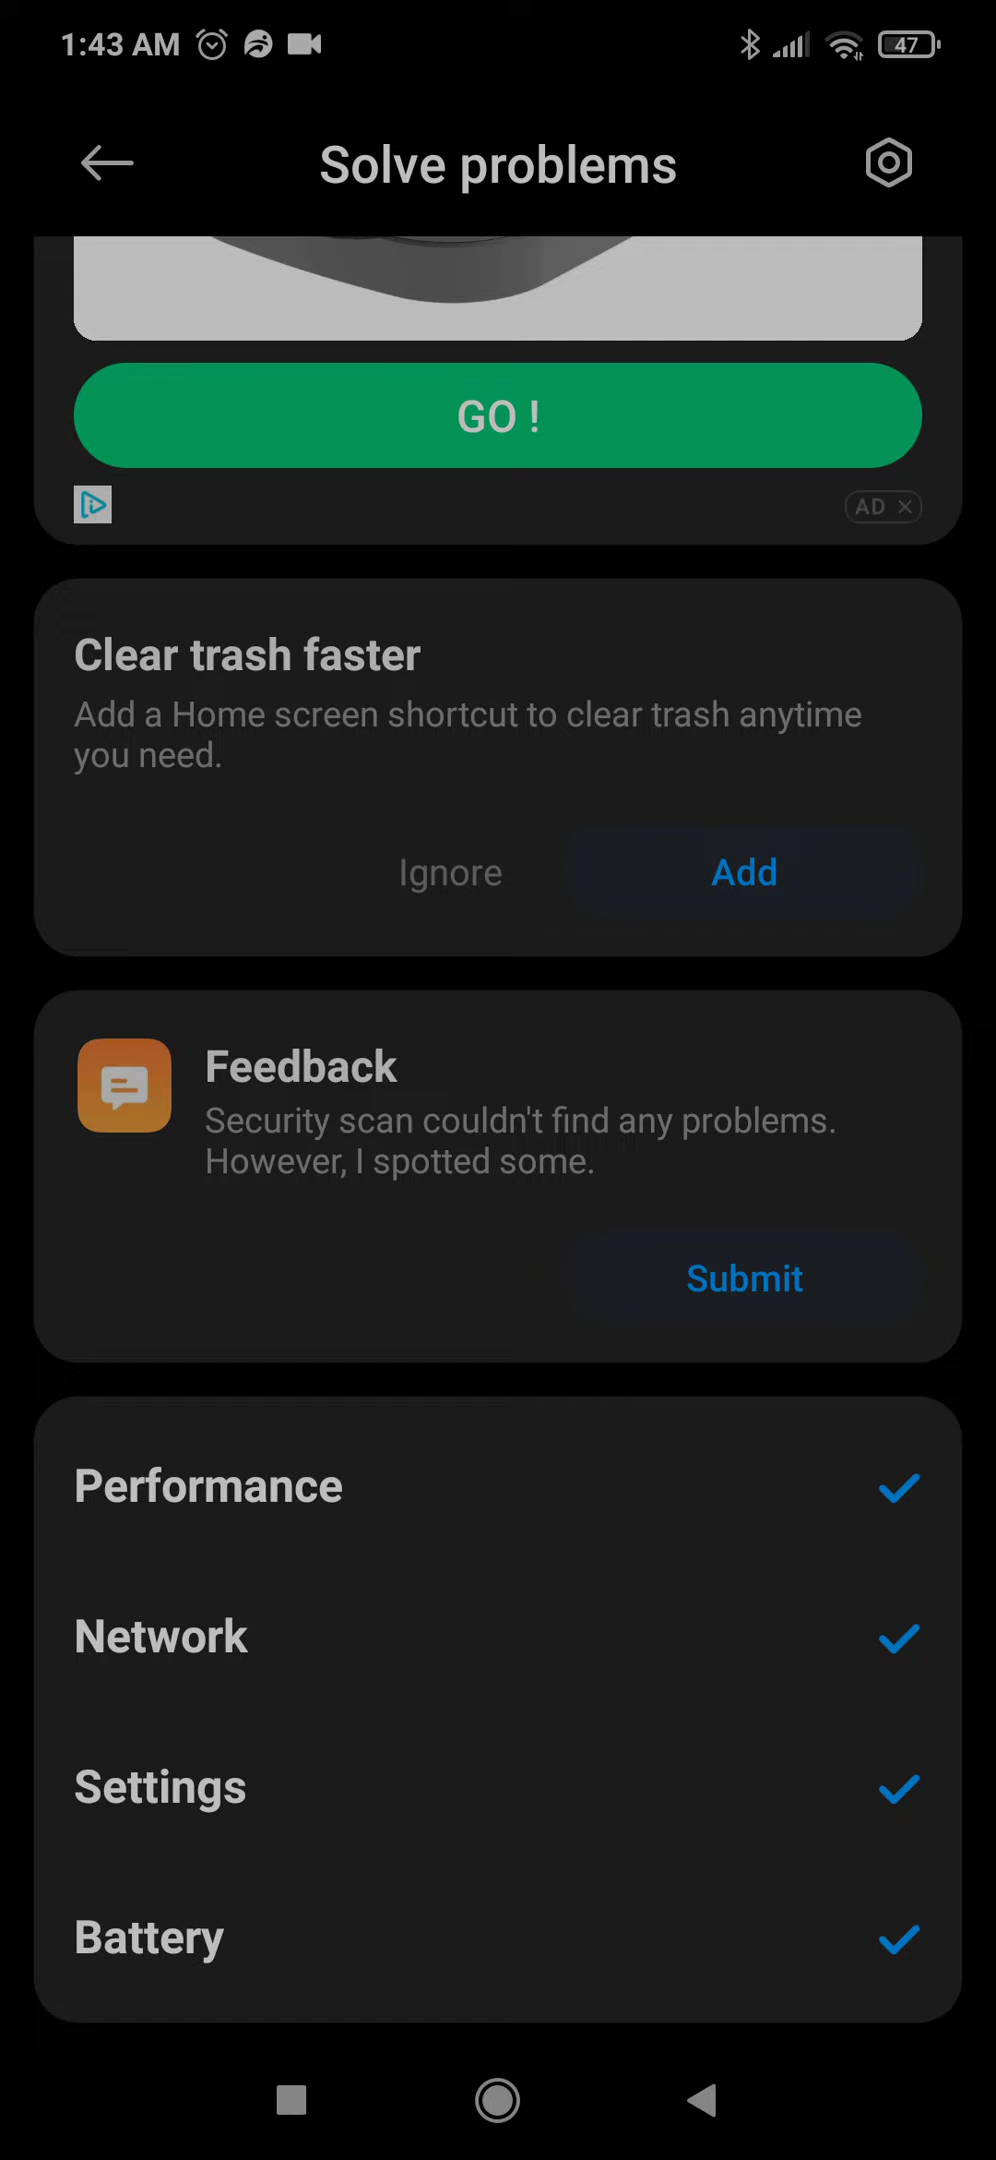 1:43 AM
47
Solve problems
GO !
AD
Clear trash faster
Add a Home screen shortcut to clear trash anytime
you need.
Ignore
Add
Feedback
Security scan couldn't find any problems.
However, I spotted some.
Submit
Performance
Network
Settings
Battery